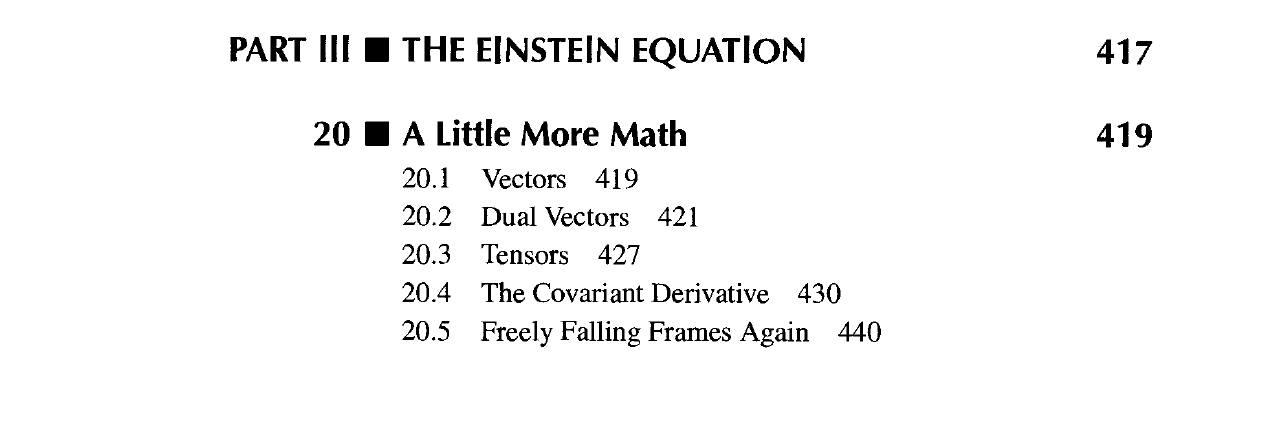 PART III ■ THE EINSTEIN EQUATION 417
20 ■ A Little More Math 419
20.1 Vectors 419
20.2 Dual Vectors 421
20.3 Tensors 427
20.4 The Covariant Derivative 430
20.5 Freely Falling Frames Again 440